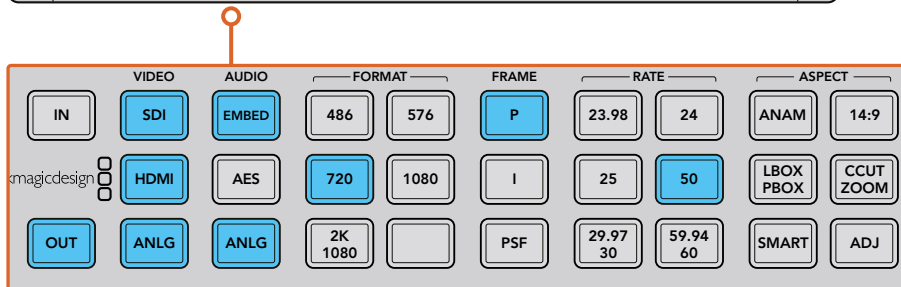 VIDEO AUDIO FORMAT FRAME RATE ASPECT
IN SDI EMBED 486 576 P 23.98 24 ANAM 14:9
magicdesign HDMI AES 720 1080 I 25 50 LBOX PBOX CCUT ZOOM
OUT ANLG ANLG 2K 1080 PSF 29.97 30 59.94 60 SMART ADJ